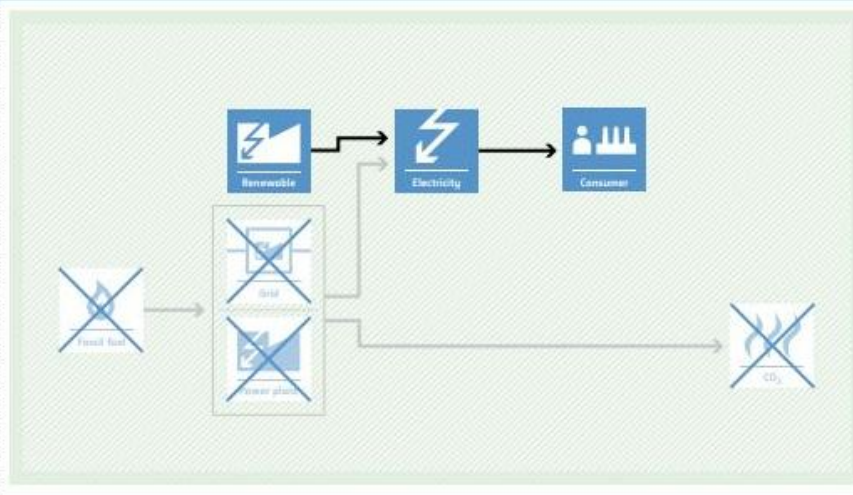 Renewable
Electricity
Consumer
Grid
Fossil fuel
Power plant
CO₂